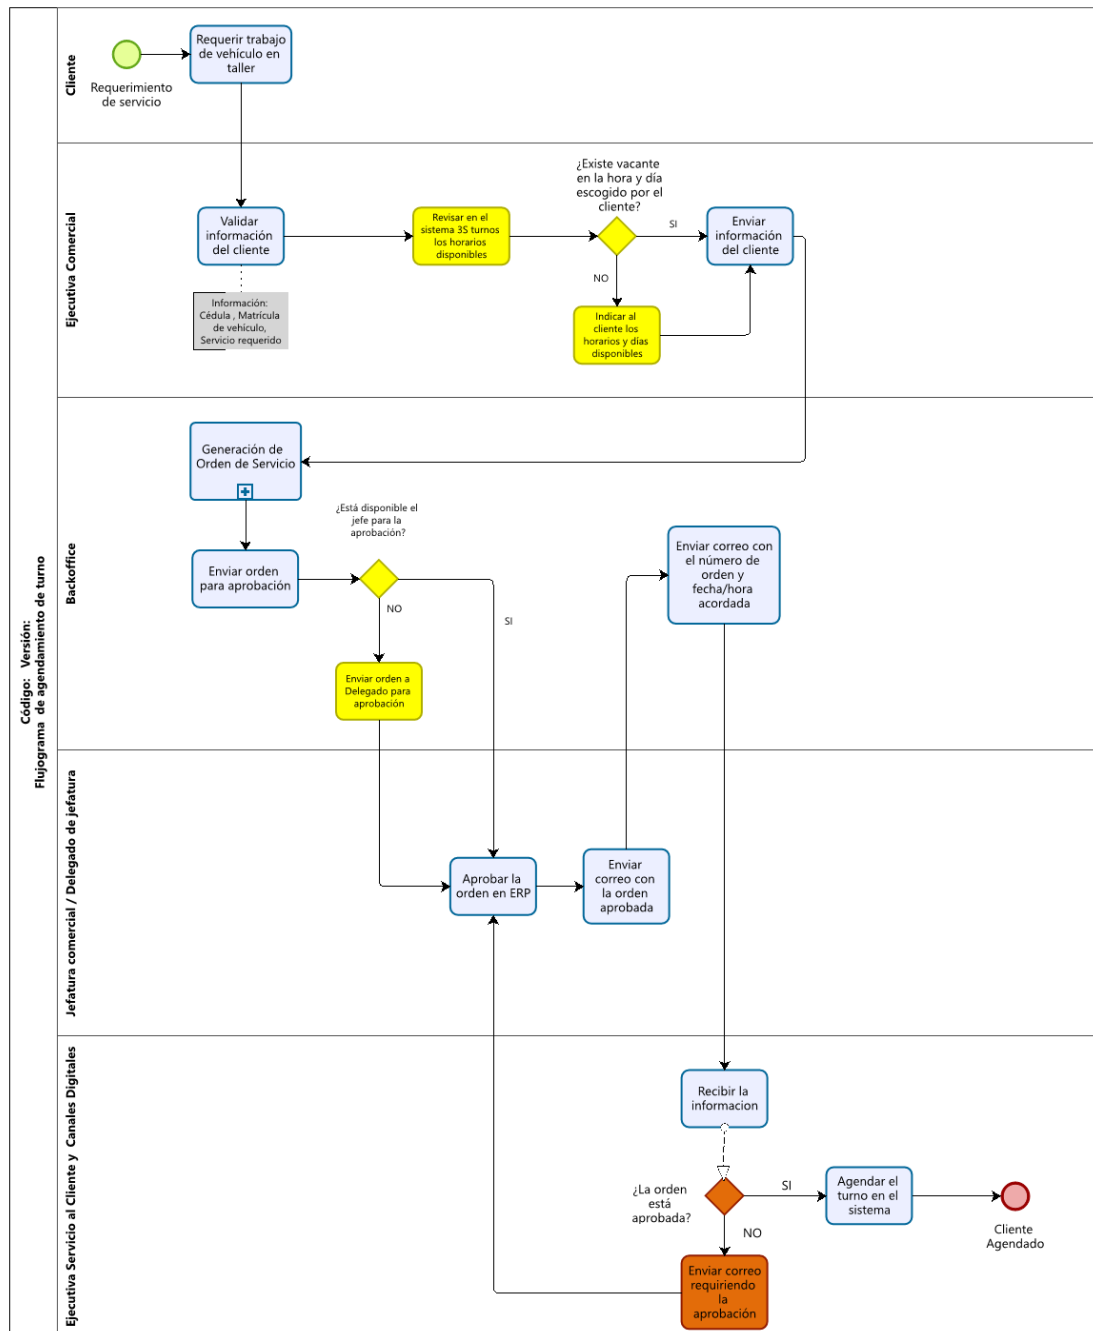 Código:   Versión:
Flujograma  de agendamiento de turno
Cliente
Requerimiento
de servicio
Requerir trabajo
de vehículo en
taller
Ejecutiva Comercial
Validar
información
del cliente
Información:
Cédula , Matrícula
de vehículo,
Servicio requerido
Revisar en el
sistema 3S turnos
los horarios
disponibles
¿Existe vacante
en la hora y día
escogido por el
cliente?
SI
NO
Indicar al
cliente los
horarios y días
disponibles
Enviar
información
del cliente
Backoffice
Generación de
Orden de Servicio
Enviar orden
para aprobación
¿Está disponible el
jefe para la
aprobación?
NO
SI
Enviar orden a
Delegado para
aprobación
Enviar correo con
el número de
orden y
fecha/hora
acordada
Jefatura comercial / Delegado de jefatura
Aprobar la
orden en ERP
Enviar
correo con
la orden
aprobada
Ejecutiva Servicio al Cliente y  Canales Digitales
Recibir la
informacion
¿La orden
está
aprobada?
SI
NO
Agendar el
turno en el
sistema
Cliente
Agendado
Enviar correo
requiriendo
la
aprobación